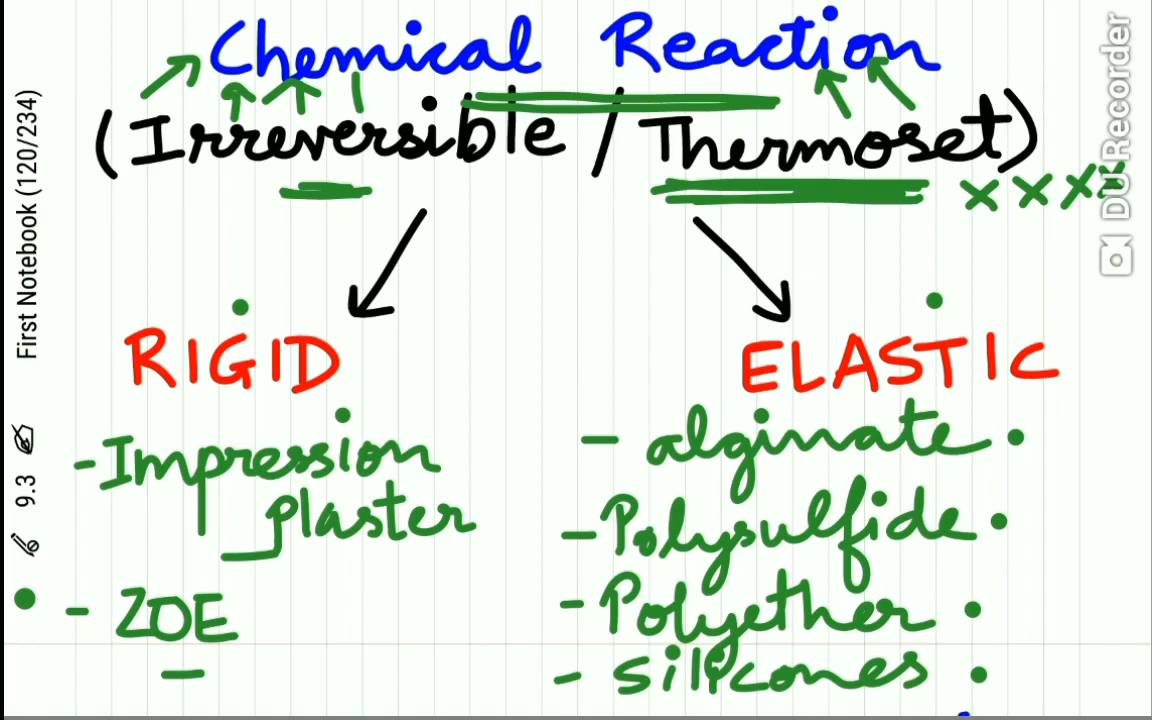 Chemical Reaction
(Irreversible / Thermoset)
RIGID
- Impression
plaster
- ZOE
ELASTIC
- alginate
- Polysulfide
- Polyether
- silicones
First Notebook (120/234)
9.3
DU Recorder